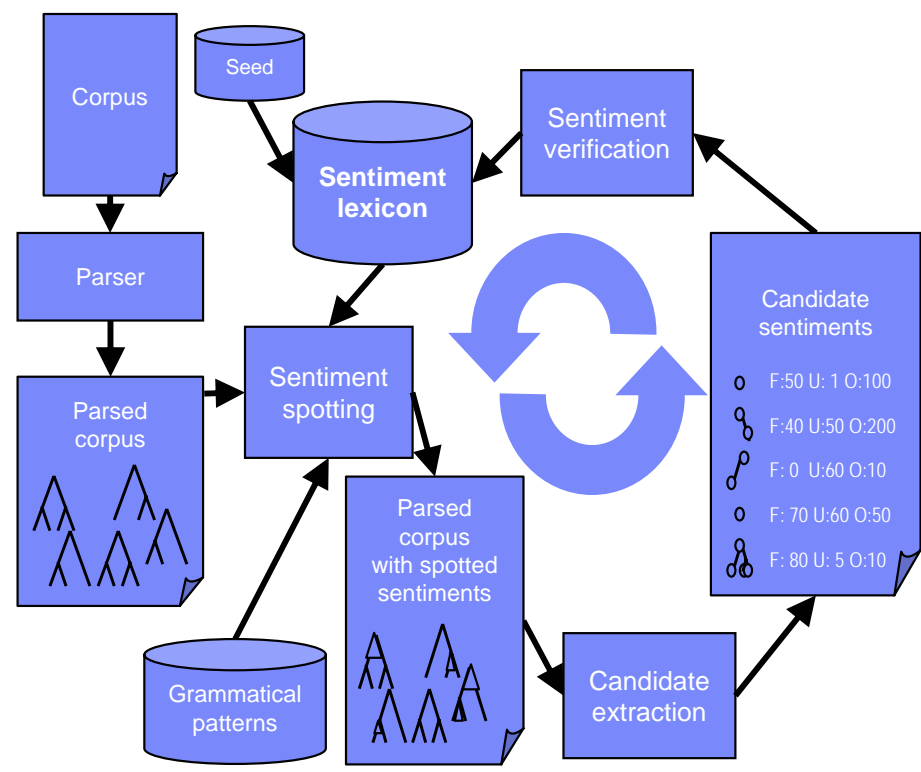 Corpus
Seed
Sentiment
lexicon
Sentiment
verification
Parser
Parsed
corpus
Sentiment
spotting
Grammatical
patterns
Parsed
corpus
with spotted
sentiments
Candidate
extraction
Candidate
sentiments
F:50 U: 1 O:100
F:40 U:50 O:200
F: 0 U:60 O:10
F: 70 U:60 O:50
F: 80 U: 5 O:10